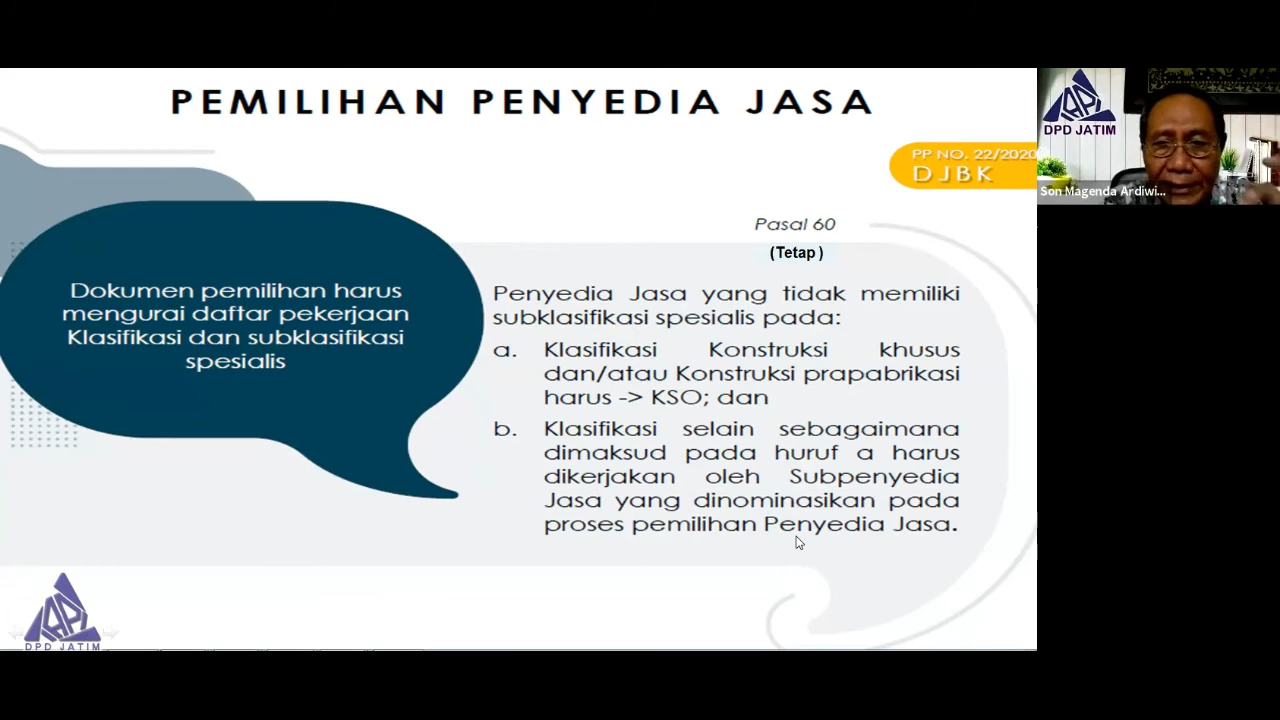 PEMILIHAN PENYEDIA JASA
PP NO. 22/2020
DJBK
DPD JATIM
Son Magenda Ardiwi...
Pasal 60
(Tetap )
Dokumen pemilihan harus
mengurai daftar pekerjaan
Klasifikasi dan subklasifikasi
spesialis
Penyedia Jasa yang tidak memiliki
subklasifikasi spesialis pada:
a. Klasifikasi Konstruksi khusus
dan/atau Konstruksi prapabrikasi
harus -> KSO; dan
b. Klasifikasi selain sebagaimana
dimaksud pada huruf a harus
dikerjakan oleh Subpenyedia
Jasa yang dinominasikan pada
proses pemilihan Penyedia Jasa.
DPD JATIM